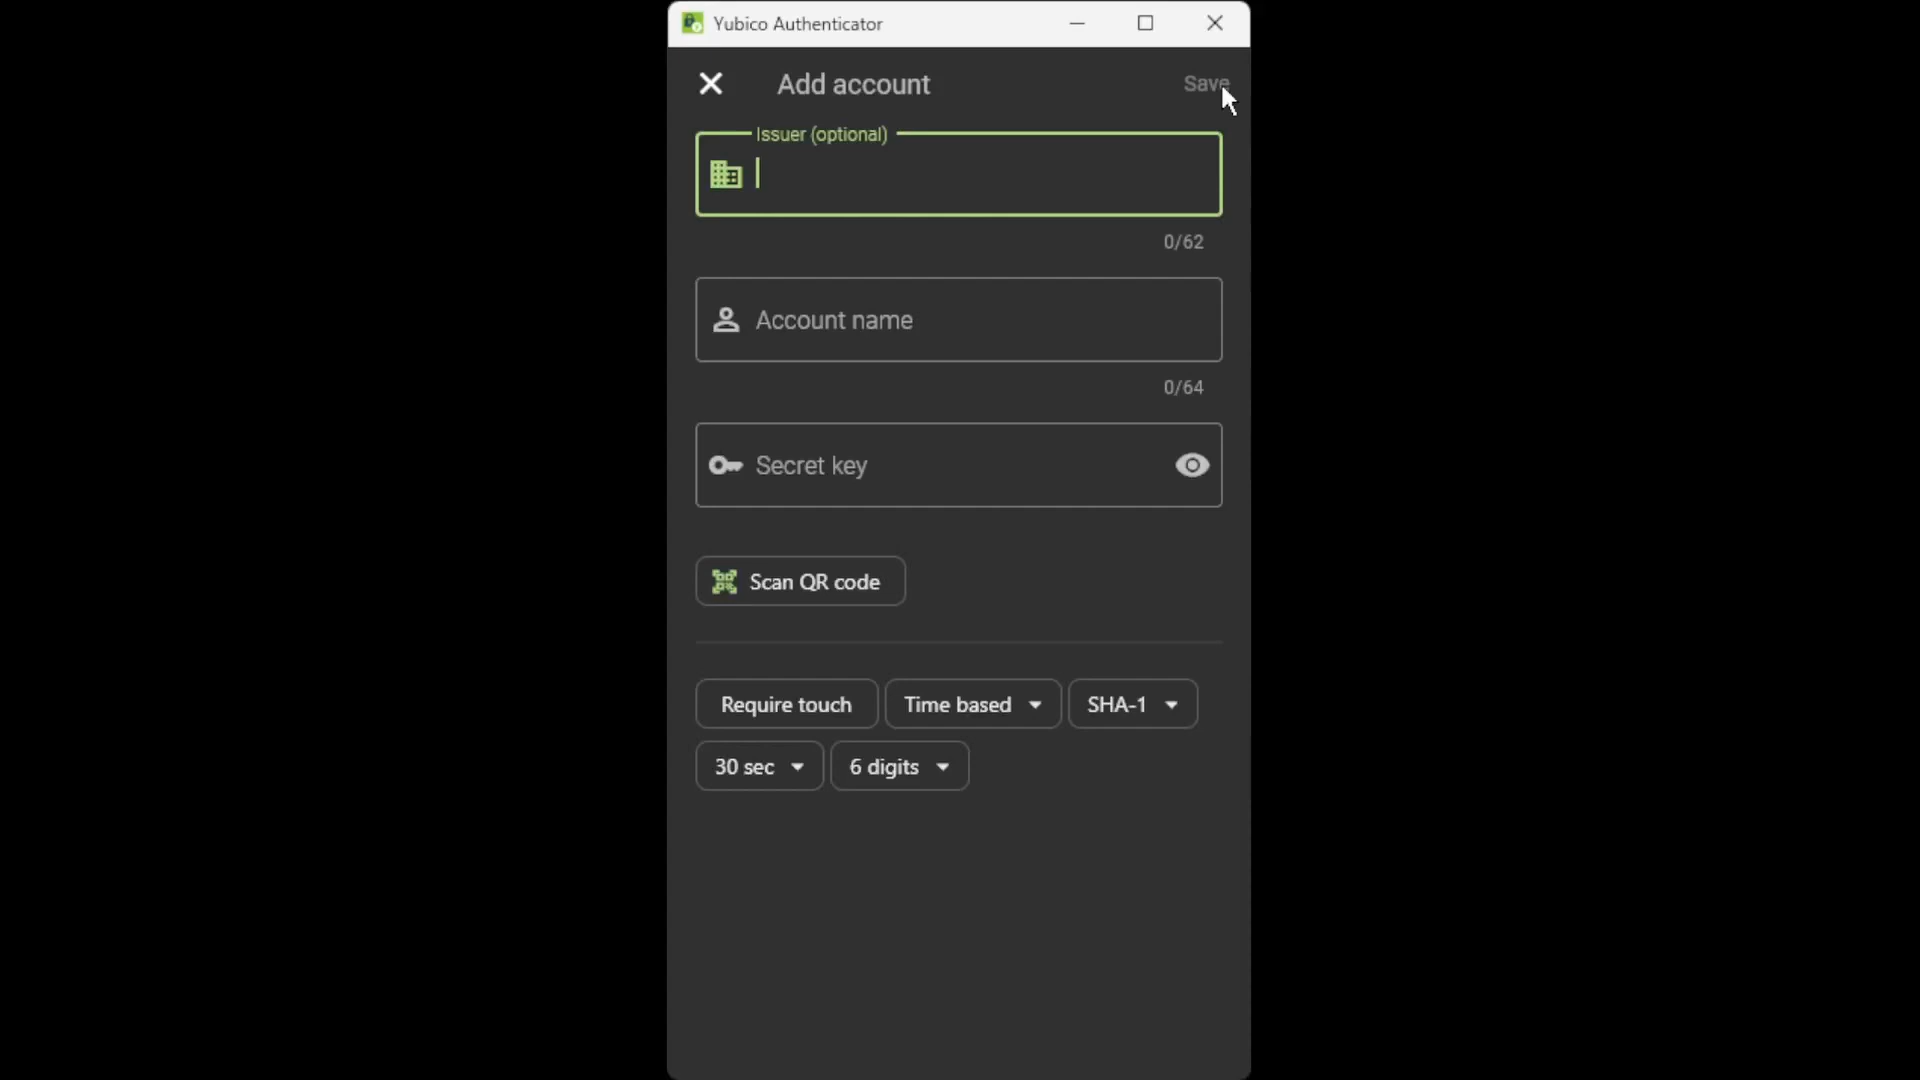 Yubico Authenticator
Add account
Save
Issuer (optional)
0/62
Account name
0/64
Secret key
Scan QR code
Require touch
Time based
SHA-1
30 sec
6 digits